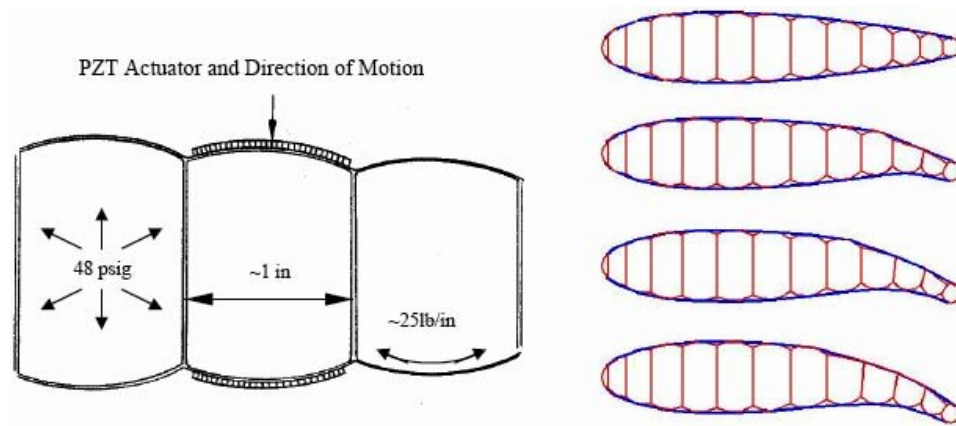 PZT Actuator and Direction of Motion
48 psig
~1 in
~25lb/in